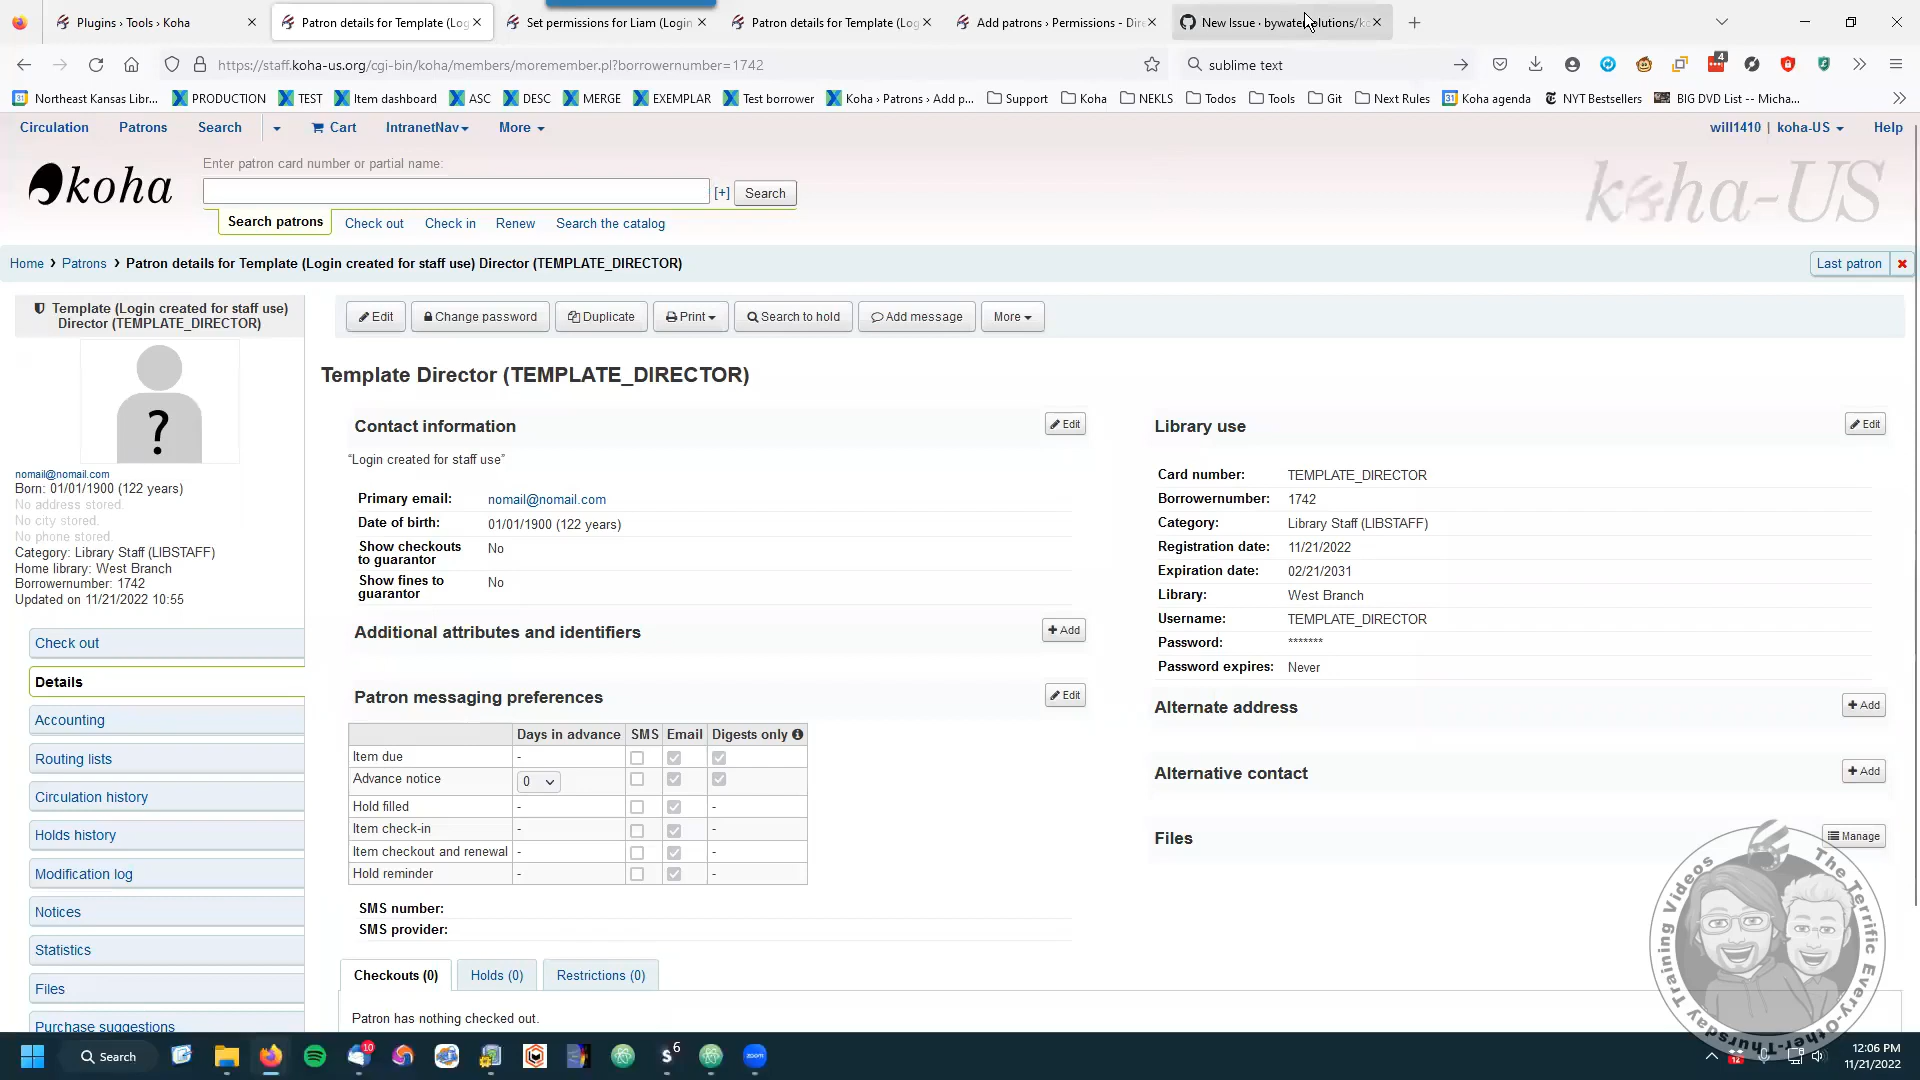 Plugins › Tools › Koha
Patron details for Template (Log
Set permissions for Liam (Login
Patron details for Template (Log
Add patrons › Permissions - Dir
New Issue · bywatersolutions/ko
https://staff.koha-us.org/cgi-bin/koha/members/moremember.pl?borrowernumber=1742
sublime text
4
Northeast Kansas Libr...
PRODUCTION
TEST
Item dashboard
ASC
DESC
MERGE
EXEMPLAR
Test borrower
Koha › Patrons › Add p...
Support
Koha
NEKLS
Todos
Tools
Git
Next Rules
Koha agenda
NYT Bestsellers
BIG DVD List -- Micha...
Circulation
Patrons
Search
Cart
IntranetNav
More
will1410 | koha-US
Help
koha
Enter patron card number or partial name:
[+]
Search
Search patrons
Check out
Check in
Renew
Search the catalog
koha-US
Home › Patrons › Patron details for Template (Login created for staff use) Director (TEMPLATE_DIRECTOR)
Last patron
Template (Login created for staff use)
Director (TEMPLATE_DIRECTOR)
?
nomail@nomail.com
Born: 01/01/1900 (122 years)
No address stored.
No city stored.
No phone stored.
Category: Library Staff (LIBSTAFF)
Home library: West Branch
Borrowernumber: 1742
Updated on 11/21/2022 10:55
Check out
Details
Accounting
Routing lists
Circulation history
Holds history
Modification log
Notices
Statistics
Files
Purchase suggestions
Edit
Change password
Duplicate
Print
Search to hold
Add message
More
Template Director (TEMPLATE_DIRECTOR)
Contact information
Edit
“Login created for staff use”
Primary email: nomail@nomail.com
Date of birth: 01/01/1900 (122 years)
Show checkouts to guarantor No
Show fines to guarantor No
Additional attributes and identifiers
Add
Patron messaging preferences
Edit
Days in advance SMS Email Digests only
Item due -
Advance notice 0
Hold filled - -
Item check-in - -
Item checkout and renewal - -
Hold reminder - -
SMS number:
SMS provider:
Checkouts (0)
Holds (0)
Restrictions (0)
Patron has nothing checked out.
Library use
Edit
Card number: TEMPLATE_DIRECTOR
Borrowernumber: 1742
Category: Library Staff (LIBSTAFF)
Registration date: 11/21/2022
Expiration date: 02/21/2031
Library: West Branch
Username: TEMPLATE_DIRECTOR
Password: *******
Password expires: Never
Alternate address
Add
Alternative contact
Add
Files
Manage
The Terrific Every-Other-Thursday Training Videos
Search
10
6
12
zoom
12:06 PM
11/21/2022